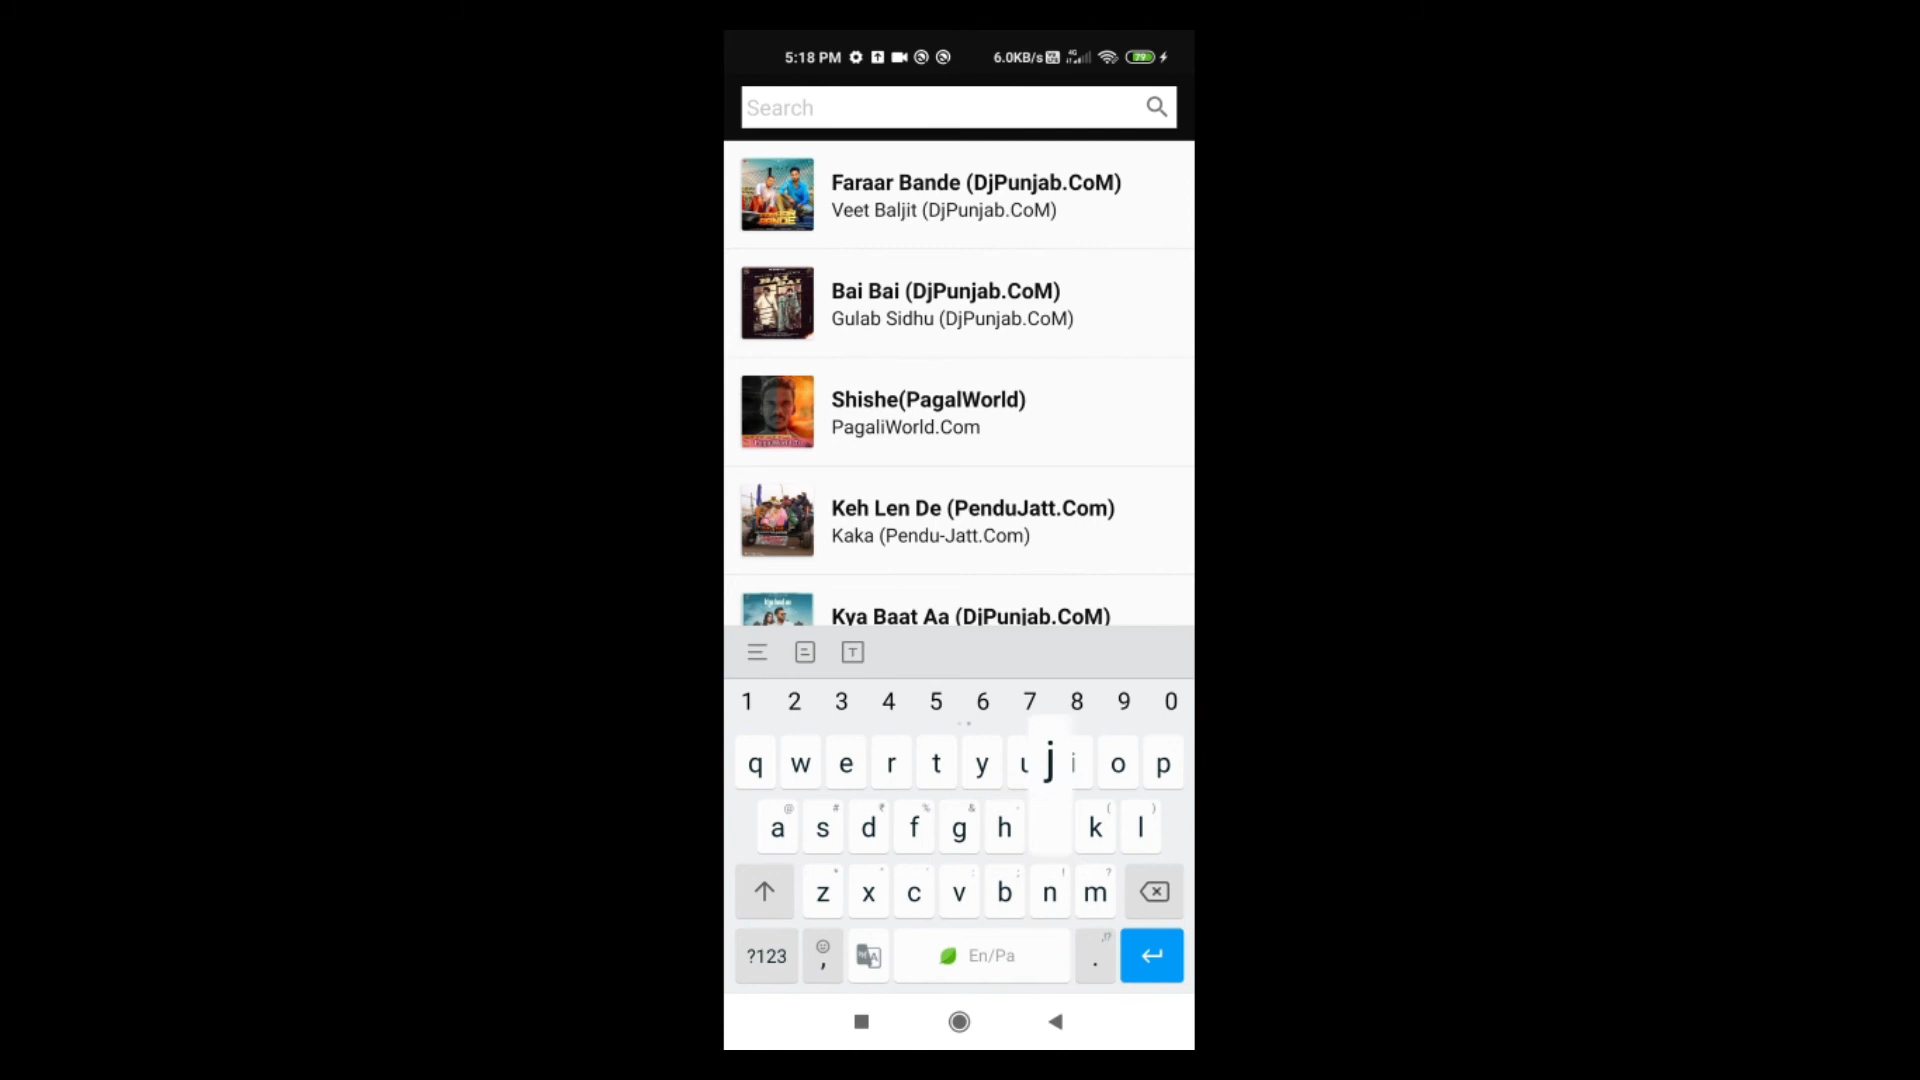 5:18 PM 6.0KB/s 4G 79
Search
Faraar Bande (DjPunjab.CoM)
Veet Baljit (DjPunjab.CoM)
Bai Bai (DjPunjab.CoM)
Gulab Sidhu (DjPunjab.CoM)
Shishe(PagalWorld)
PagaliWorld.Com
Keh Len De (PenduJatt.Com)
Kaka (Pendu-Jatt.Com)
Kya Baat Aa (DjPunjab.CoM)
1 2 3 4 5 6 7 8 9 0
q w e r t y j i o p
@ # ₹ % & - ( )
a s d f g h k l
z x c v b n m
?123 , En/Pa .